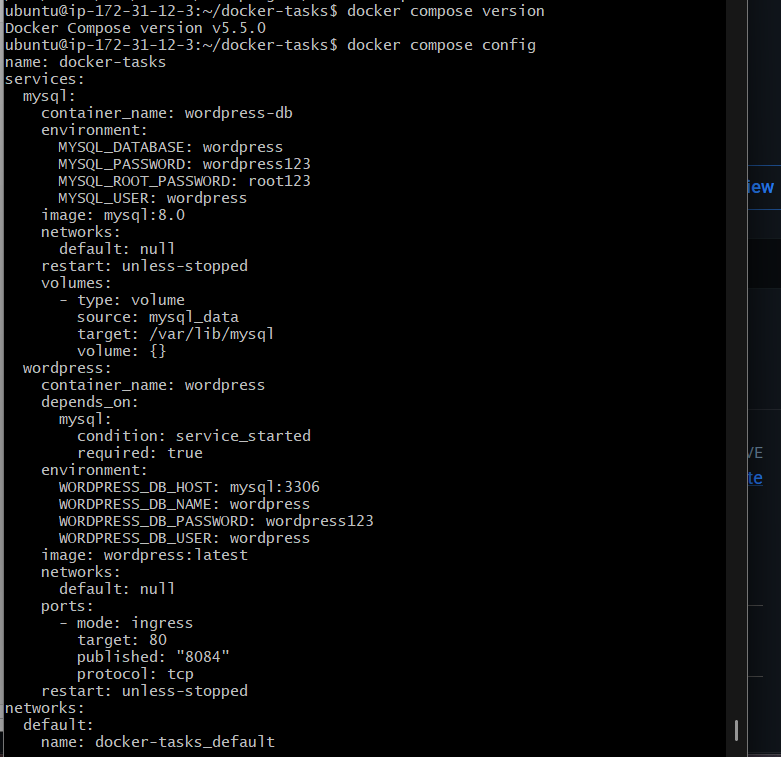 ubuntu@ip-172-31-12-3:~/docker-tasks$ docker compose version
Docker Compose version v5.5.0
ubuntu@ip-172-31-12-3:~/docker-tasks$ docker compose config
name: docker-tasks
services:
  mysql:
    container_name: wordpress-db
    environment:
      MYSQL_DATABASE: wordpress
      MYSQL_PASSWORD: wordpress123
      MYSQL_ROOT_PASSWORD: root123
      MYSQL_USER: wordpress
    image: mysql:8.0
    networks:
      default: null
    restart: unless-stopped
    volumes:
      - type: volume
        source: mysql_data
        target: /var/lib/mysql
        volume: {}
  wordpress:
    container_name: wordpress
    depends_on:
      mysql:
        condition: service_started
        required: true
    environment:
      WORDPRESS_DB_HOST: mysql:3306
      WORDPRESS_DB_NAME: wordpress
      WORDPRESS_DB_PASSWORD: wordpress123
      WORDPRESS_DB_USER: wordpress
    image: wordpress:latest
    networks:
      default: null
    ports:
      - mode: ingress
        target: 80
        published: "8084"
        protocol: tcp
    restart: unless-stopped
networks:
  default:
    name: docker-tasks_default